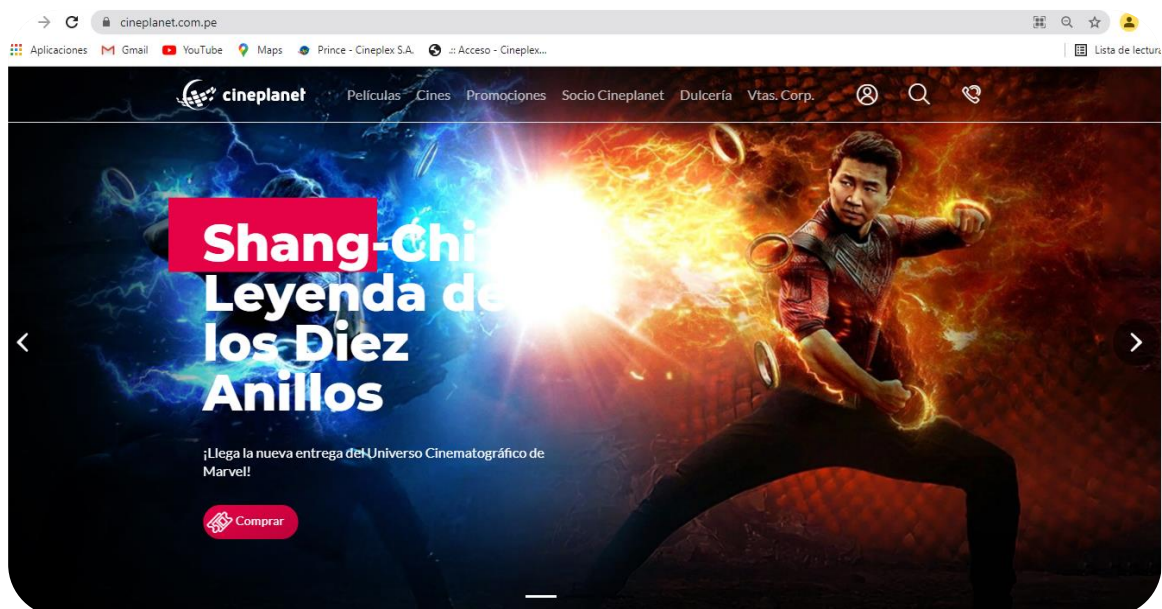 cineplanet.com.pe
Aplicaciones Gmail YouTube Maps Prince - Cineplex S.A. .:: Acceso - Cineplex... Lista de lectura
cineplanet Películas Cines Promociones Socio Cineplanet Dulcería Vtas. Corp.
Shang-Chi
Leyenda de
los Diez
Anillos
¡Llega la nueva entrega del Universo Cinematográfico de
Marvel!
Comprar